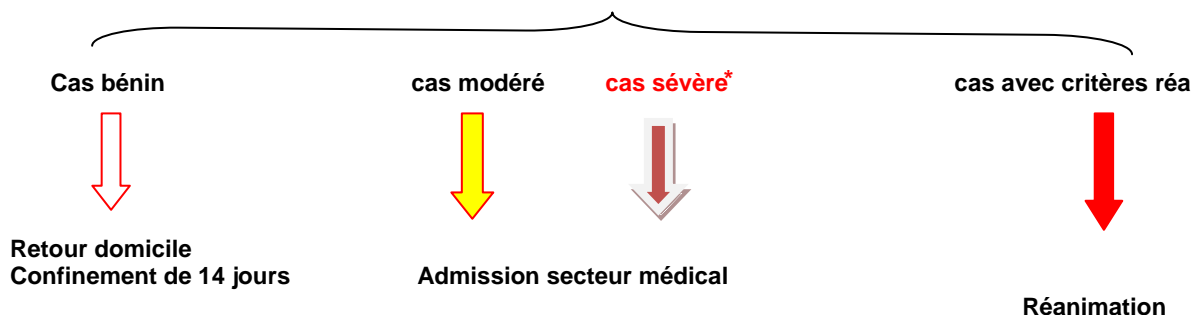 Cas bénin cas modéré cas sévère* cas avec critères réa
Retour domicile
Confinement de 14 jours Admission secteur médical
Réanimation